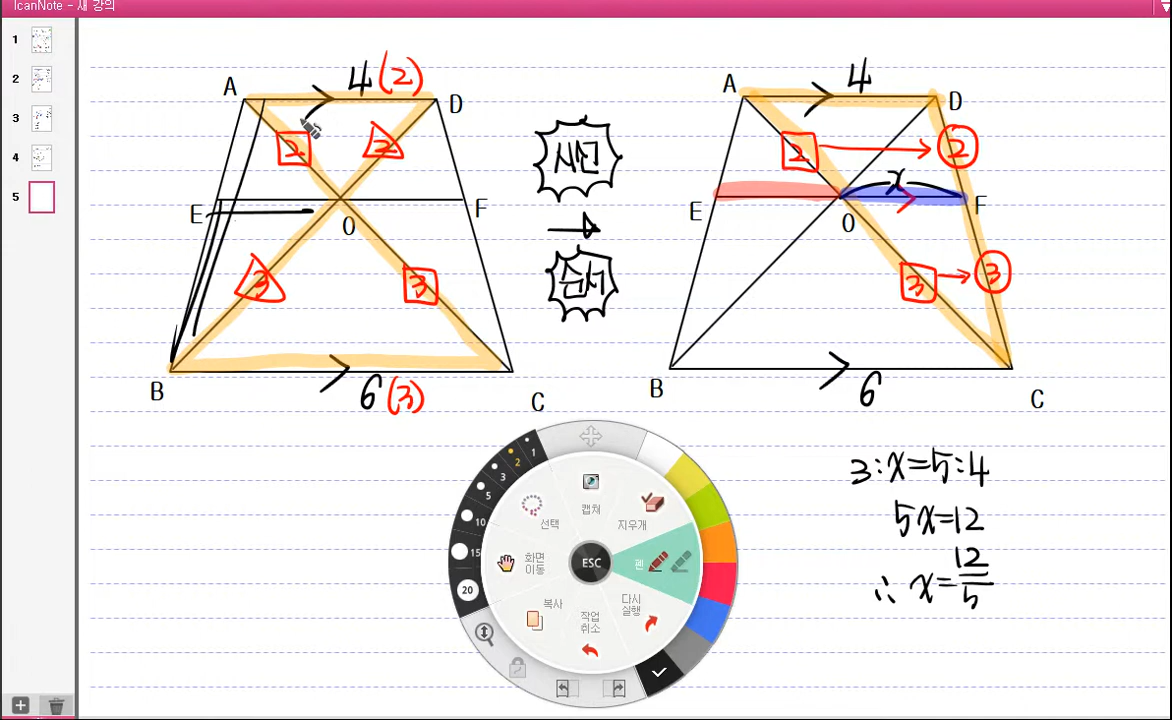 IcanNote - 새 강의
1
2
3
4
5
A
4 (2)
D
2
2
E
F
O
3
3
B
6 (3)
C
시선
순서
A
4
D
2
2
x
E
F
O
3
3
B
6
C
3:x=5:4
5x=12
∴ x=12/5
1
2
3
5
10
15
20
캡쳐
선택
지우개
화면
이동
ESC
펜
복사
작업
취소
다시
실행